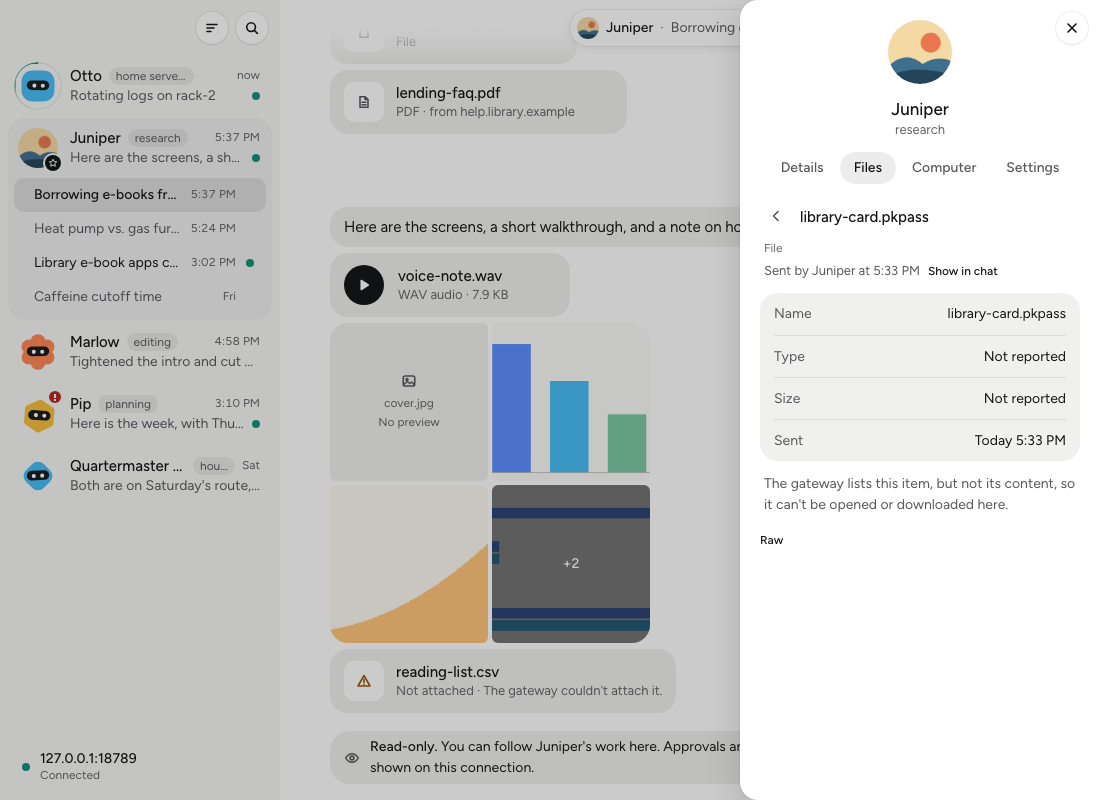 Otto home serve... now
Rotating logs on rack-2
Juniper research 5:37 PM
Here are the screens, a sh...
Borrowing e-books fr... 5:37 PM
Heat pump vs. gas fur... 5:24 PM
Library e-book apps c... 3:02 PM
Caffeine cutoff time Fri
Marlow editing 4:58 PM
Tightened the intro and cut ...
Pip planning 3:10 PM
Here is the week, with Thu...
Quartermaster ... hou... Sat
Both are on Saturday's route,...
127.0.0.1:18789
Connected
Juniper · Borrowing
File
lending-faq.pdf
PDF · from help.library.example
Here are the screens, a short walkthrough, and a note on
voice-note.wav
WAV audio · 7.9 KB
cover.jpg
No preview
+2
reading-list.csv
Not attached · The gateway couldn't attach it.
Read-only. You can follow Juniper's work here. Approvals
shown on this connection.
Juniper
research
Details Files Computer Settings
library-card.pkpass
File
Sent by Juniper at 5:33 PM Show in chat
Name library-card.pkpass
Type Not reported
Size Not reported
Sent Today 5:33 PM
The gateway lists this item, but not its content, so
it can't be opened or downloaded here.
Raw